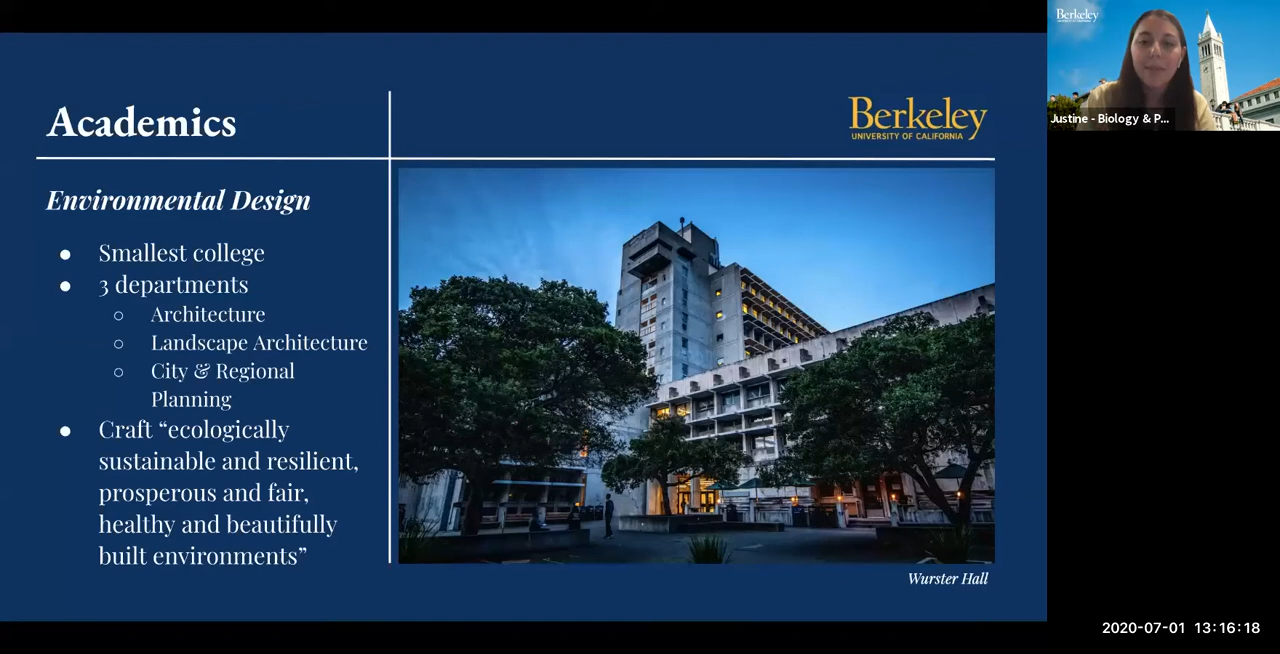 Academics
Berkeley
UNIVERSITY OF CALIFORNIA
Environmental Design
● Smallest college
● 3 departments
○ Architecture
○ Landscape Architecture
○ City & Regional
Planning
● Craft “ecologically
sustainable and resilient,
prosperous and fair,
healthy and beautifully
built environments”
Wurster Hall
Berkeley
Justine - Biology & P...
2020-07-01 13:16:18